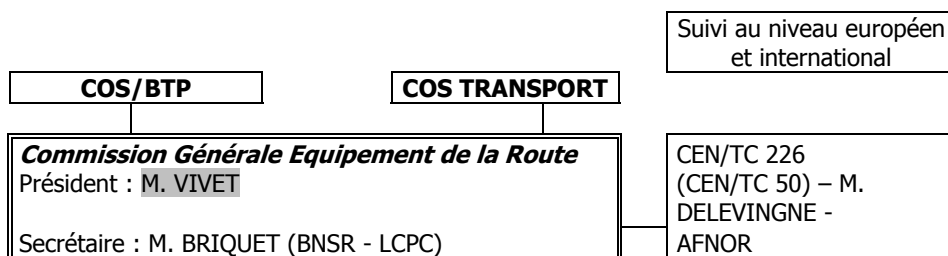 Suivi au niveau européen
et international
COS/BTP
COS TRANSPORT
Commission Générale Equipement de la Route
Président : M. VIVET
Secrétaire : M. BRIQUET (BNSR - LCPC)
CEN/TC 226
(CEN/TC 50) – M.
DELEVINGNE -
AFNOR